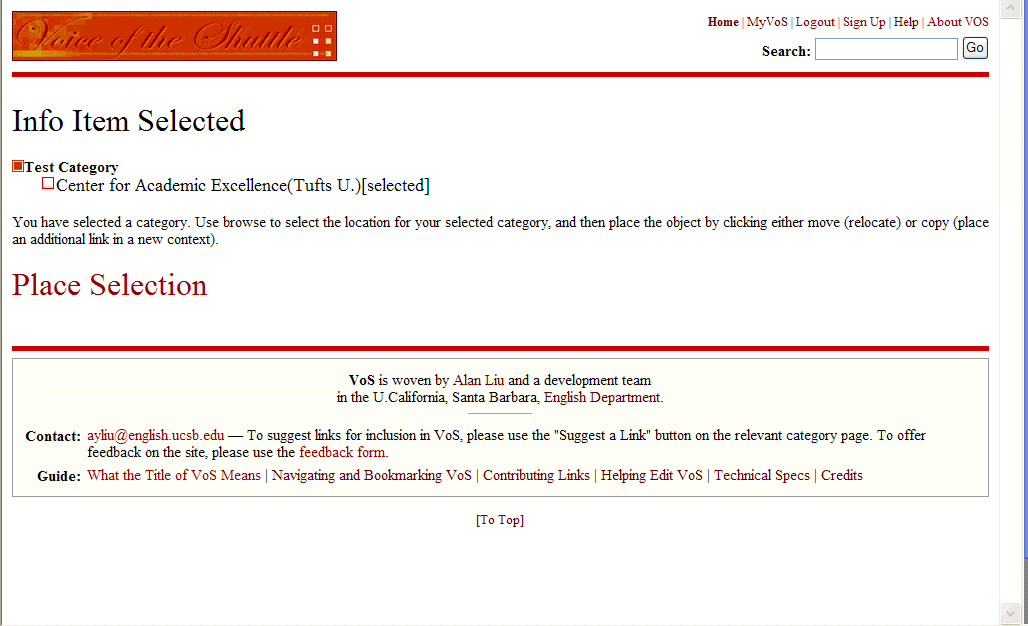 Voice of the Shuttle
Home | MyVoS | Logout | Sign Up | Help | About VOS
Search: Go
Info Item Selected
Test Category
Center for Academic Excellence(Tufts U.)[selected]
You have selected a category. Use browse to select the location for your selected category, and then place the object by clicking either move (relocate) or copy (place
an additional link in a new context).
Place Selection
VoS is woven by Alan Liu and a development team
in the U.California, Santa Barbara, English Department.
Contact: ayliu@english.ucsb.edu — To suggest links for inclusion in VoS, please use the "Suggest a Link" button on the relevant category page. To offer
feedback on the site, please use the feedback form.
Guide: What the Title of VoS Means | Navigating and Bookmarking VoS | Contributing Links | Helping Edit VoS | Technical Specs | Credits
[To Top]